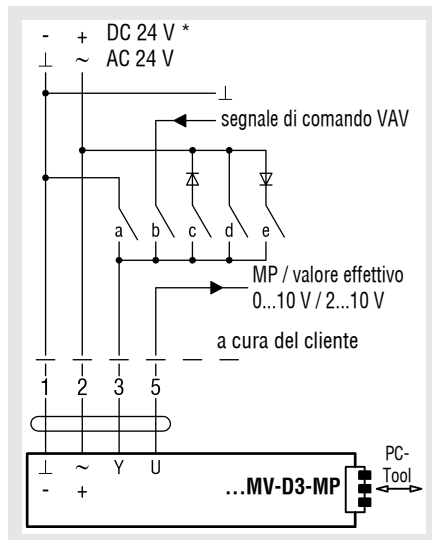 - + DC 24 V *
⊥ ~ AC 24 V
⊥
segnale di comando VAV
a b c d e
MP / valore effettivo
0...10 V / 2...10 V
a cura del cliente
1 2 3 5
⊥ ~ Y U
- +
...MV-D3-MP
PC-
Tool